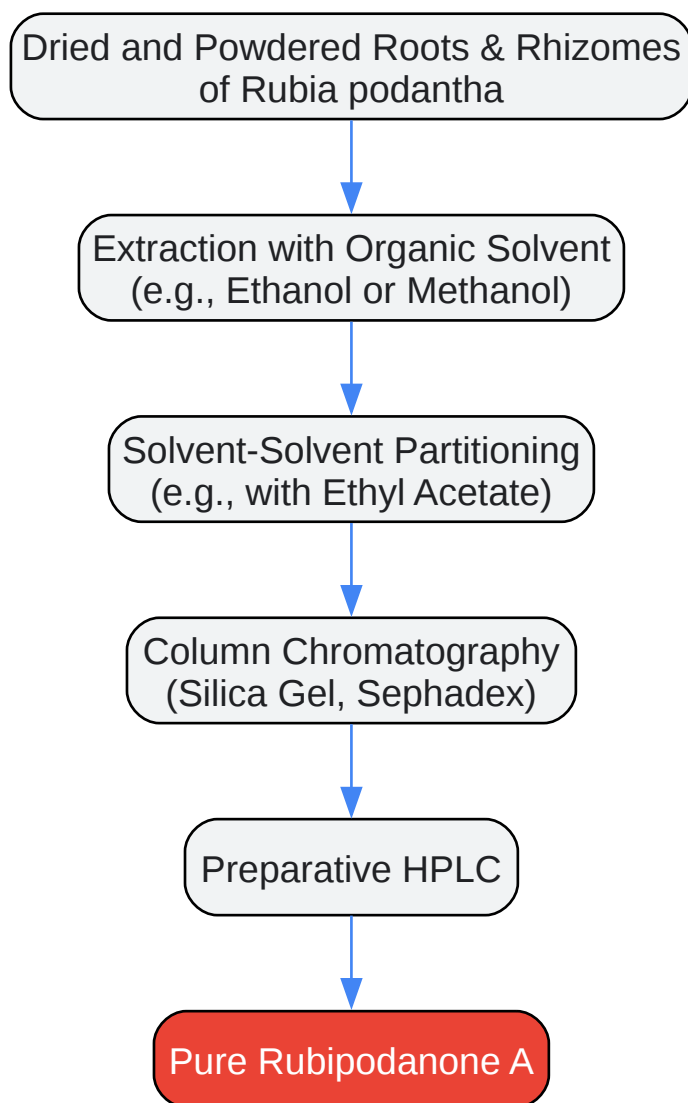 Dried and Powdered Roots & Rhizomes
of Rubia podantha
Extraction with Organic Solvent
(e.g., Ethanol or Methanol)
Solvent-Solvent Partitioning
(e.g., with Ethyl Acetate)
Column Chromatography
(Silica Gel, Sephadex)
Preparative HPLC
Pure Rubipodanone A